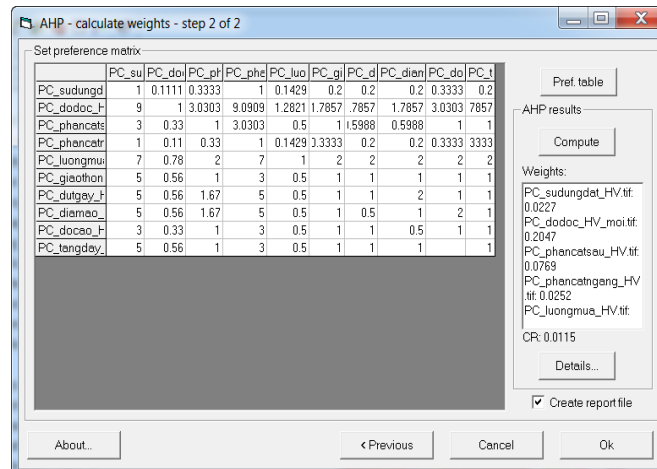 AHP - calculate weights - step 2 of 2
Set preference matrix
PC_su PC_dou PC_ph PC_phe PC_luo PC_gi PC_d PC_diam PC_do PC_t
PC_sudungd 1 0.1111 0.3333 1 0.1429 0.2 0.2 0.2 0.3333 0.2
PC_dodoc_H 9 1 3.0303 9.0909 1.2821 1.7857 .7857 1.7857 3.0303 7857
PC_phancats 3 0.33 1 3.0303 0.5 1 0.5988 0.5988 1 1
PC_phancatr 1 0.11 0.33 1 0.1429 0.3333 0.2 0.2 0.3333 3333
PC_luongmu 7 0.78 2 7 1 2 2 2 2 2
PC_giaothon 5 0.56 1 3 0.5 1 1 1 1 1
PC_dutgay_H 5 0.56 1.67 5 0.5 1 1 2 1 1
PC_diamao_ 5 0.56 1.67 5 0.5 1 0.5 1 2 1
PC_docao_H 3 0.33 1 3 0.5 1 1 0.5 1 1
PC_tangday_ 5 0.56 1 3 0.5 1 1 1 1
Pref. table
AHP results
Compute
Weights:
PC_sudungdat_HV.tif:
0.0227
PC_dodoc_HV_moi.tif:
0.2047
PC_phancatsau_HV.tif:
0.0769
PC_phancatngang_HV
.tif: 0.0252
PC_luongmua_HV.tif:
CR: 0.0115
Details...
Create report file
About...
< Previous
Cancel
Ok